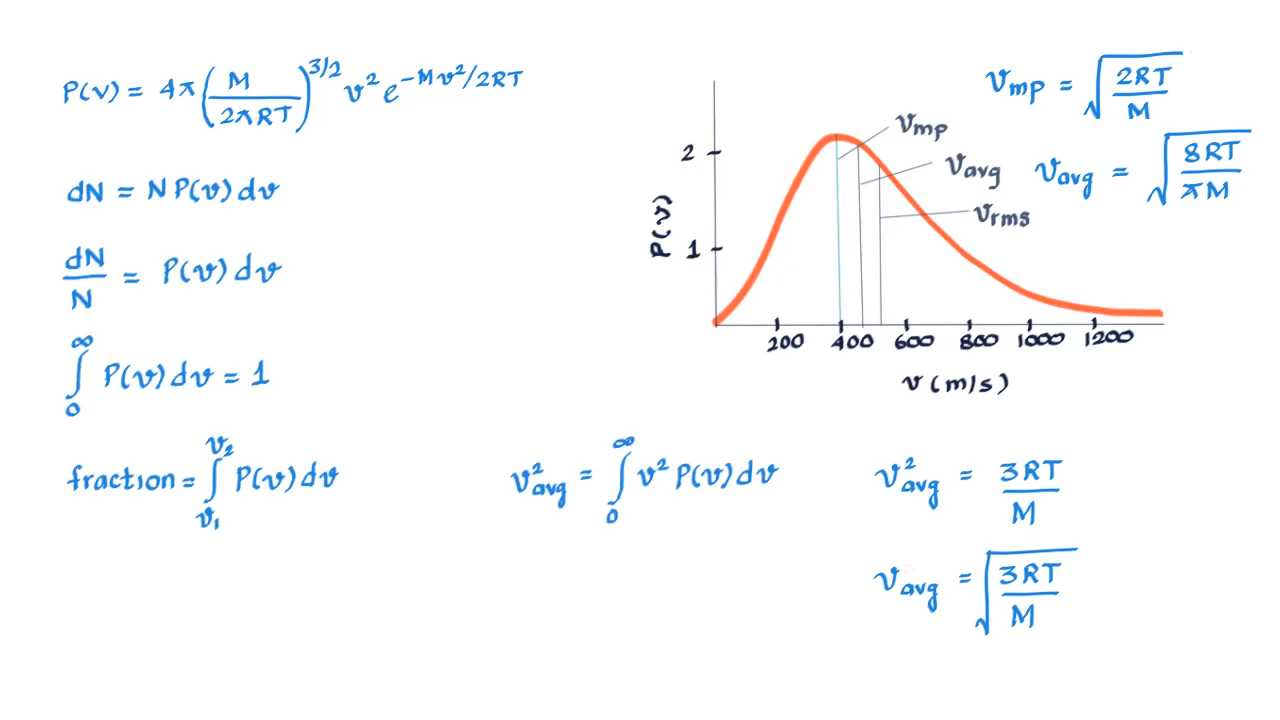 P(v) = 4π (M / 2πRT)^3/2 v² e^-Mv²/2RT
dN = N P(v) dv
dN / N = P(v) dv
∫₀^∞ P(v) dv = 1
fraction = ∫_v₁^v₂ P(v) dv
v²avg = ∫₀^∞ v² P(v) dv
v²avg = 3RT / M
vavg = √(3RT / M)
vmp = √(2RT / M)
vavg = √(8RT / πM)
vmp
vavg
vrms
P(v)
2
1
200 400 600 800 1000 1200
v (m/s)